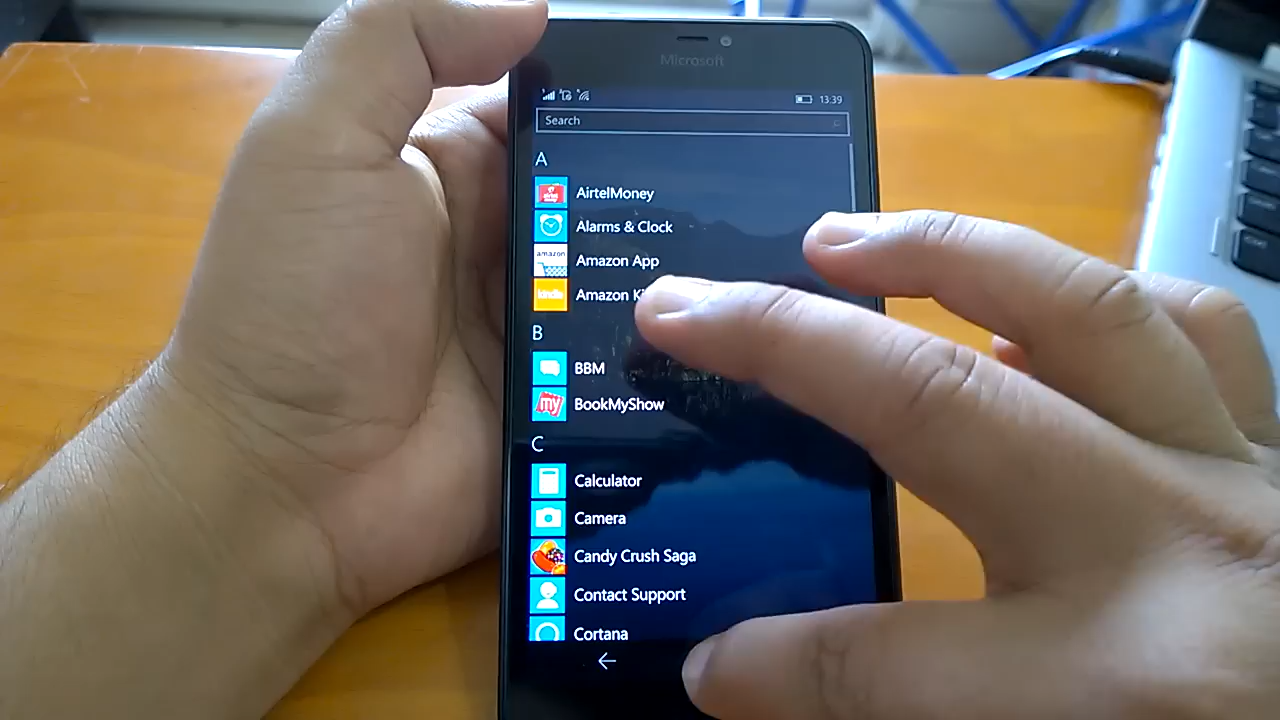 Microsoft
13:39
Search
A
AirtelMoney
Alarms & Clock
amazon
Amazon App
kindle
Amazon
B
BBM
my
BookMyShow
C
Calculator
Camera
Candy Crush Saga
Contact Support
Cortana